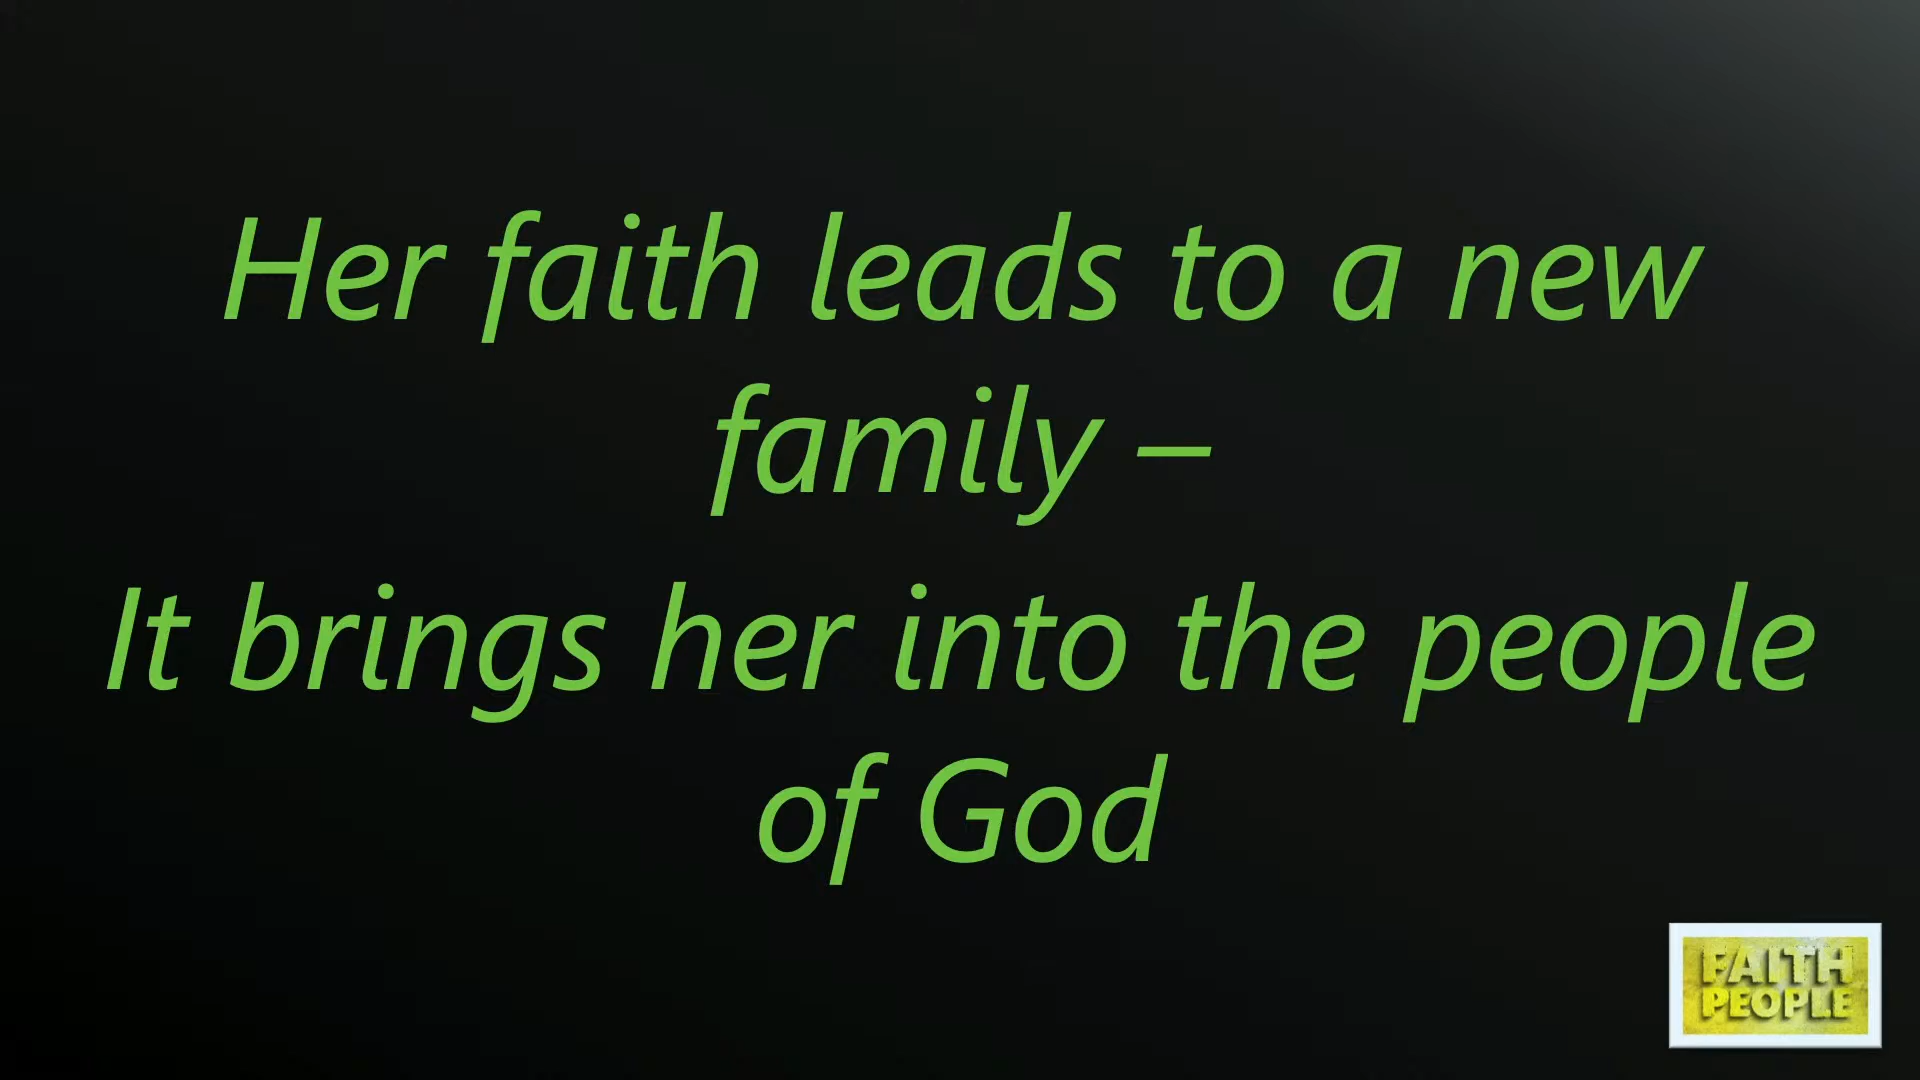 Her faith leads to a new
family –
It brings her into the people
of God
FAITH
PEOPLE